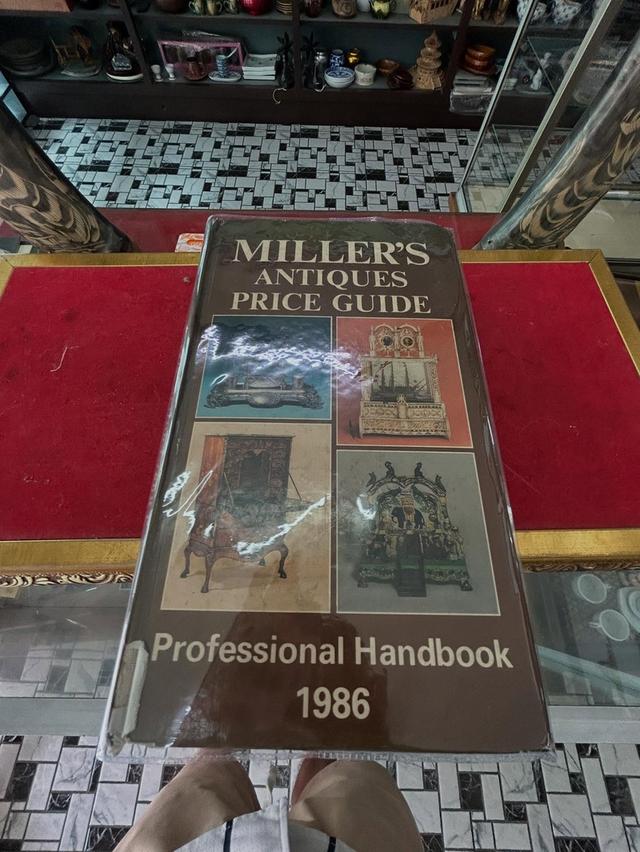 MILLER'S
ANTIQUES
PRICE GUIDE
Professional Handbook
1986